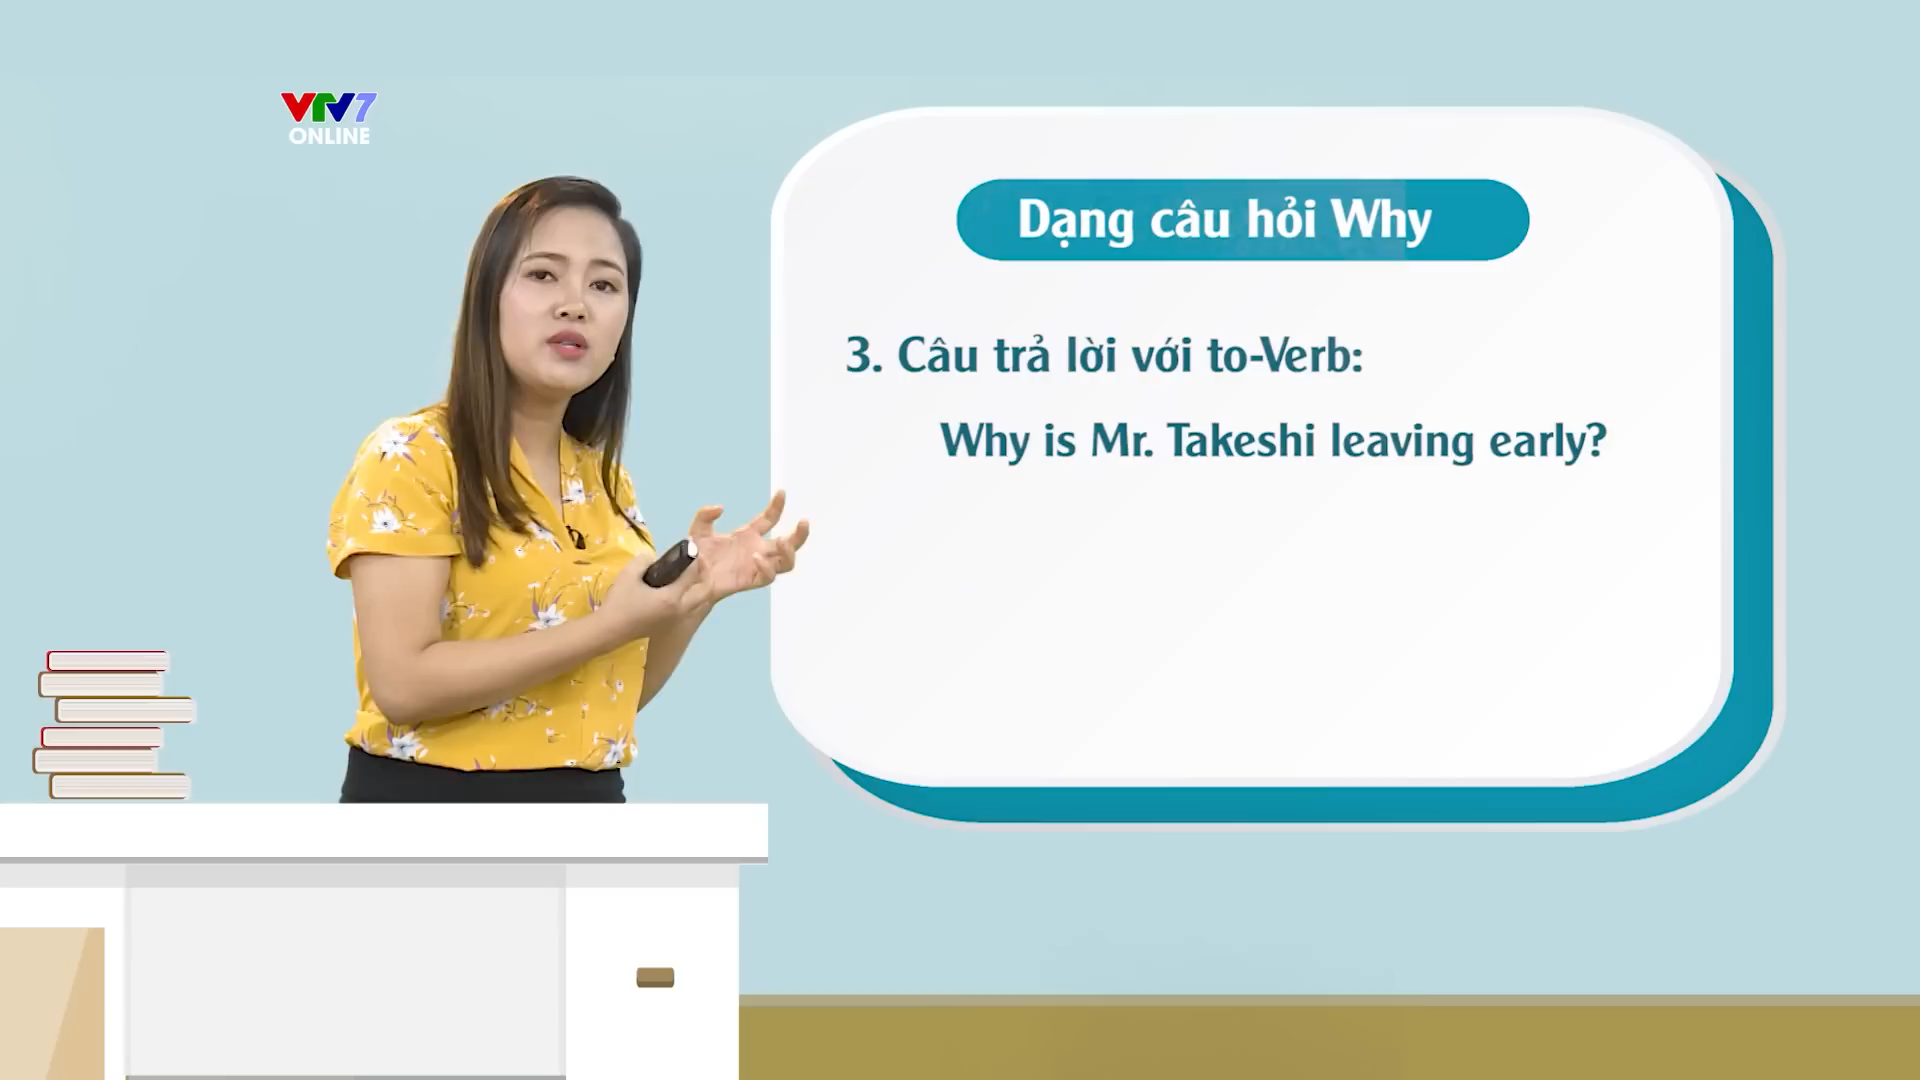 VTV7
ONLINE
Dạng câu hỏi Why
3. Câu trả lời với to-Verb:
Why is Mr. Takeshi leaving early?